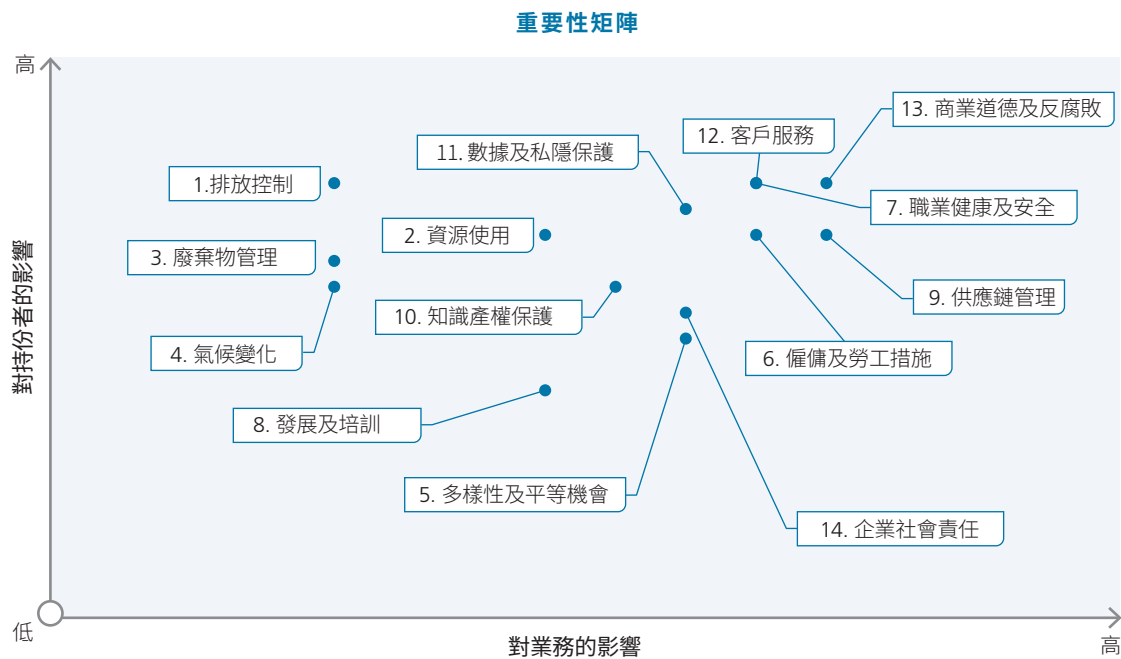 重要性矩陣
高
13. 商業道德及反腐敗
12. 客戶服務
11. 數據及私隱保護
1.排放控制
7. 職業健康及安全
2. 資源使用
3. 廢棄物管理
對持份者的影響
9. 供應鏈管理
10. 知識產權保護
4. 氣候變化
6. 僱傭及勞工措施
8. 發展及培訓
5. 多樣性及平等機會
14. 企業社會責任
低
對業務的影響
高